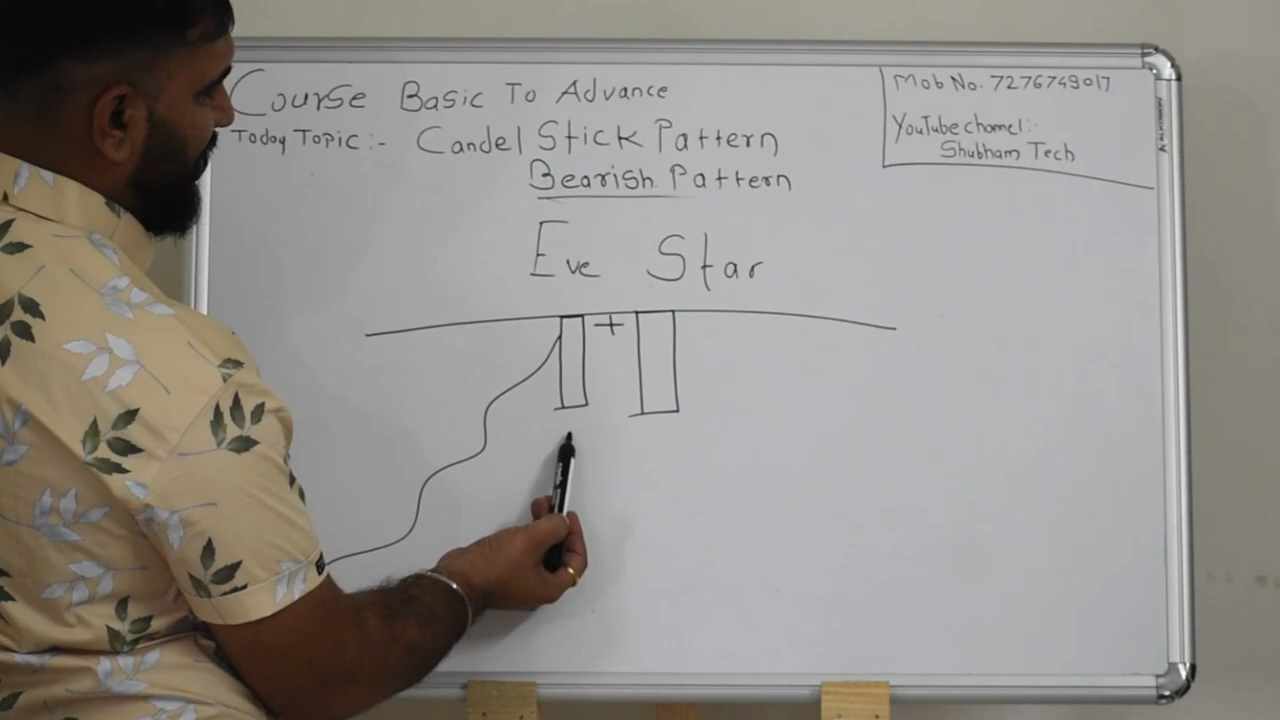 Course Basic To Advance
Today Topic:- Candel Stick Pattern
Bearish Pattern
Eve Star
Mob No. 7276749017
YouTube channel:-
Shubham Tech